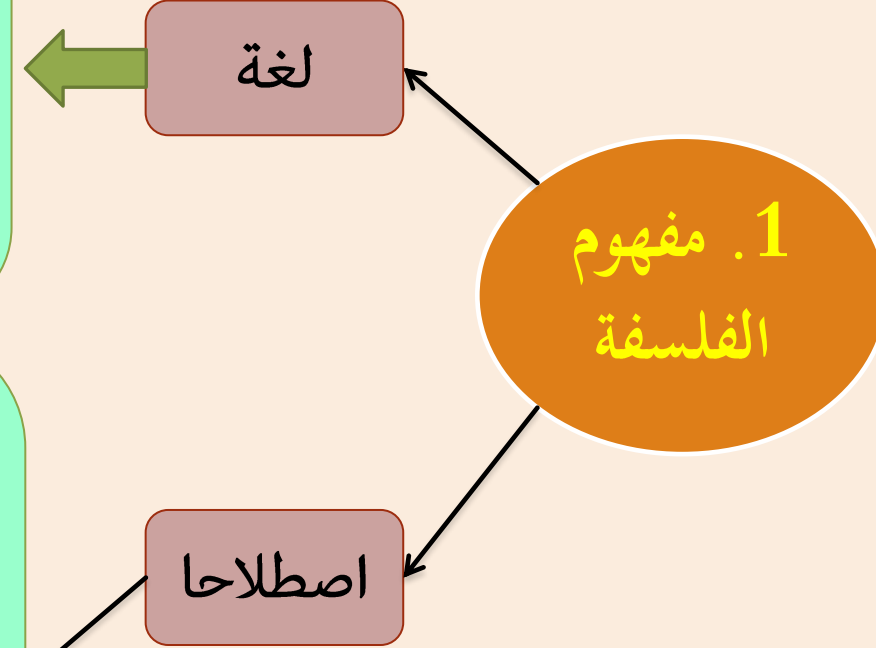 لغة
1. مفهوم
الفلسفة
اصطلاحا